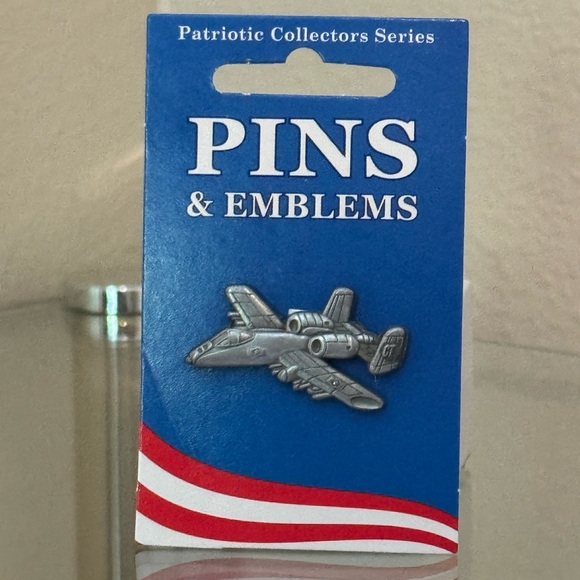 Patriotic Collectors Series
PINS
& EMBLEMS